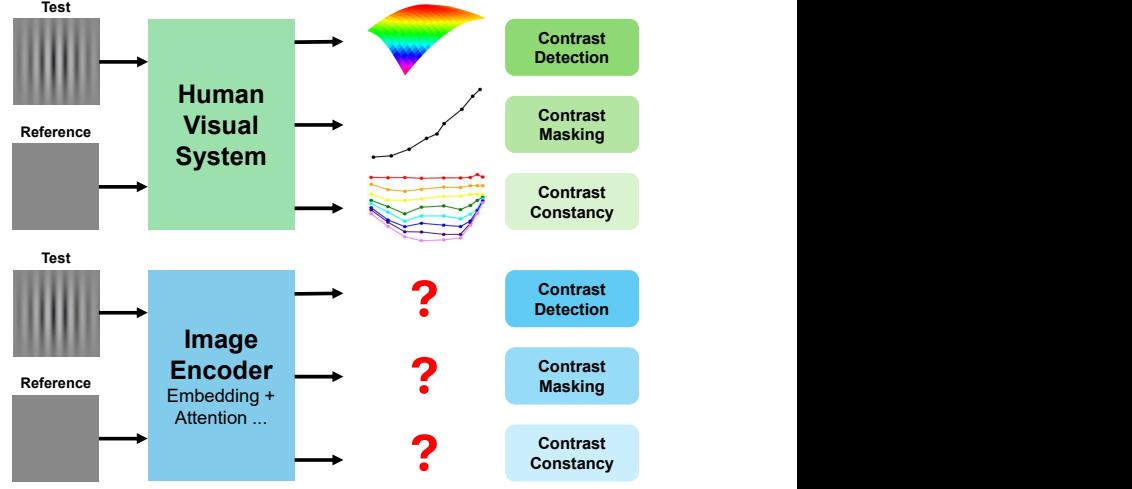 Test
Reference
Human
Visual
System
Contrast
Detection
Contrast
Masking
Contrast
Constancy
Test
Reference
Image
Encoder
Embedding +
Attention ...
?
?
?
Contrast
Detection
Contrast
Masking
Contrast
Constancy